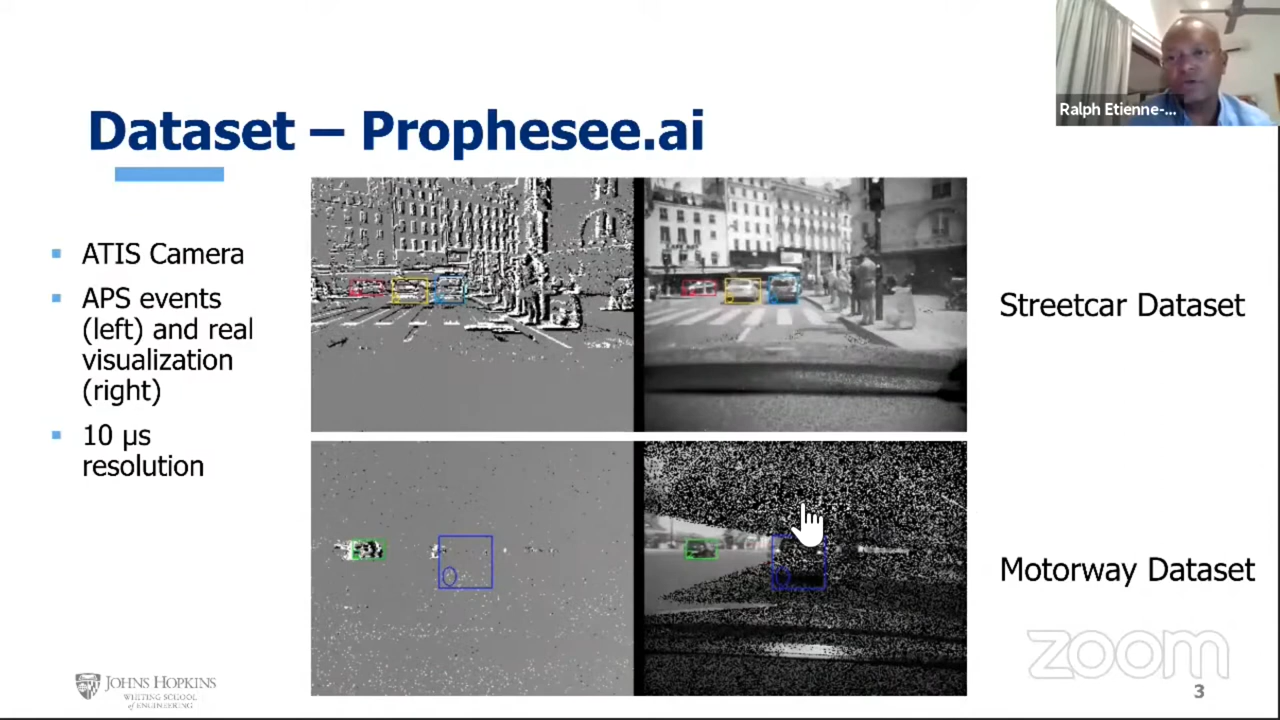 Ralph Etienne-...
Dataset – Prophesee.ai
ATIS Camera
APS events
(left) and real
visualization
(right)
10 µs
resolution
Streetcar Dataset
Motorway Dataset
zoom
JOHNS HOPKINS
WHITING SCHOOL
of ENGINEERING
3